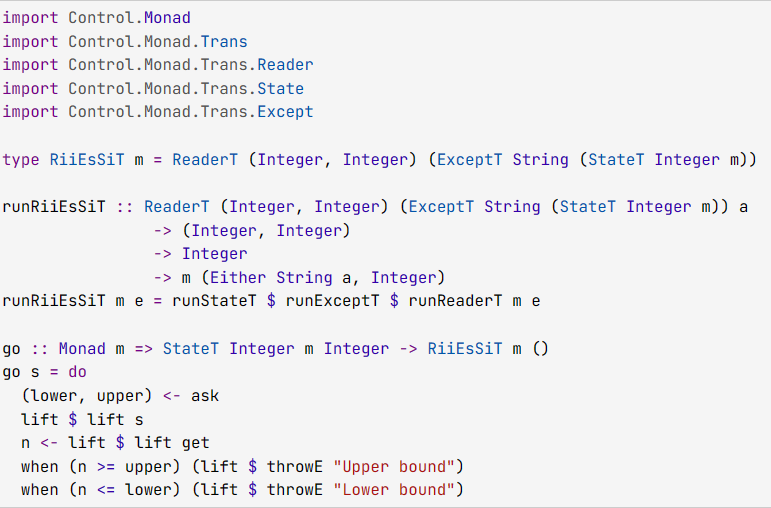 import Control.Monad
import Control.Monad.Trans
import Control.Monad.Trans.Reader
import Control.Monad.Trans.State
import Control.Monad.Trans.Except

type RiiEsSiT m = ReaderT (Integer, Integer) (ExceptT String (StateT Integer m))

runRiiEsSiT :: ReaderT (Integer, Integer) (ExceptT String (StateT Integer m)) a
               -> (Integer, Integer)
               -> Integer
               -> m (Either String a, Integer)
runRiiEsSiT m e = runStateT $ runExceptT $ runReaderT m e

go :: Monad m => StateT Integer m Integer -> RiiEsSiT m ()
go s = do
  (lower, upper) <- ask
  lift $ lift s
  n <- lift $ lift get
  when (n >= upper) (lift $ throwE "Upper bound")
  when (n <= lower) (lift $ throwE "Lower bound")